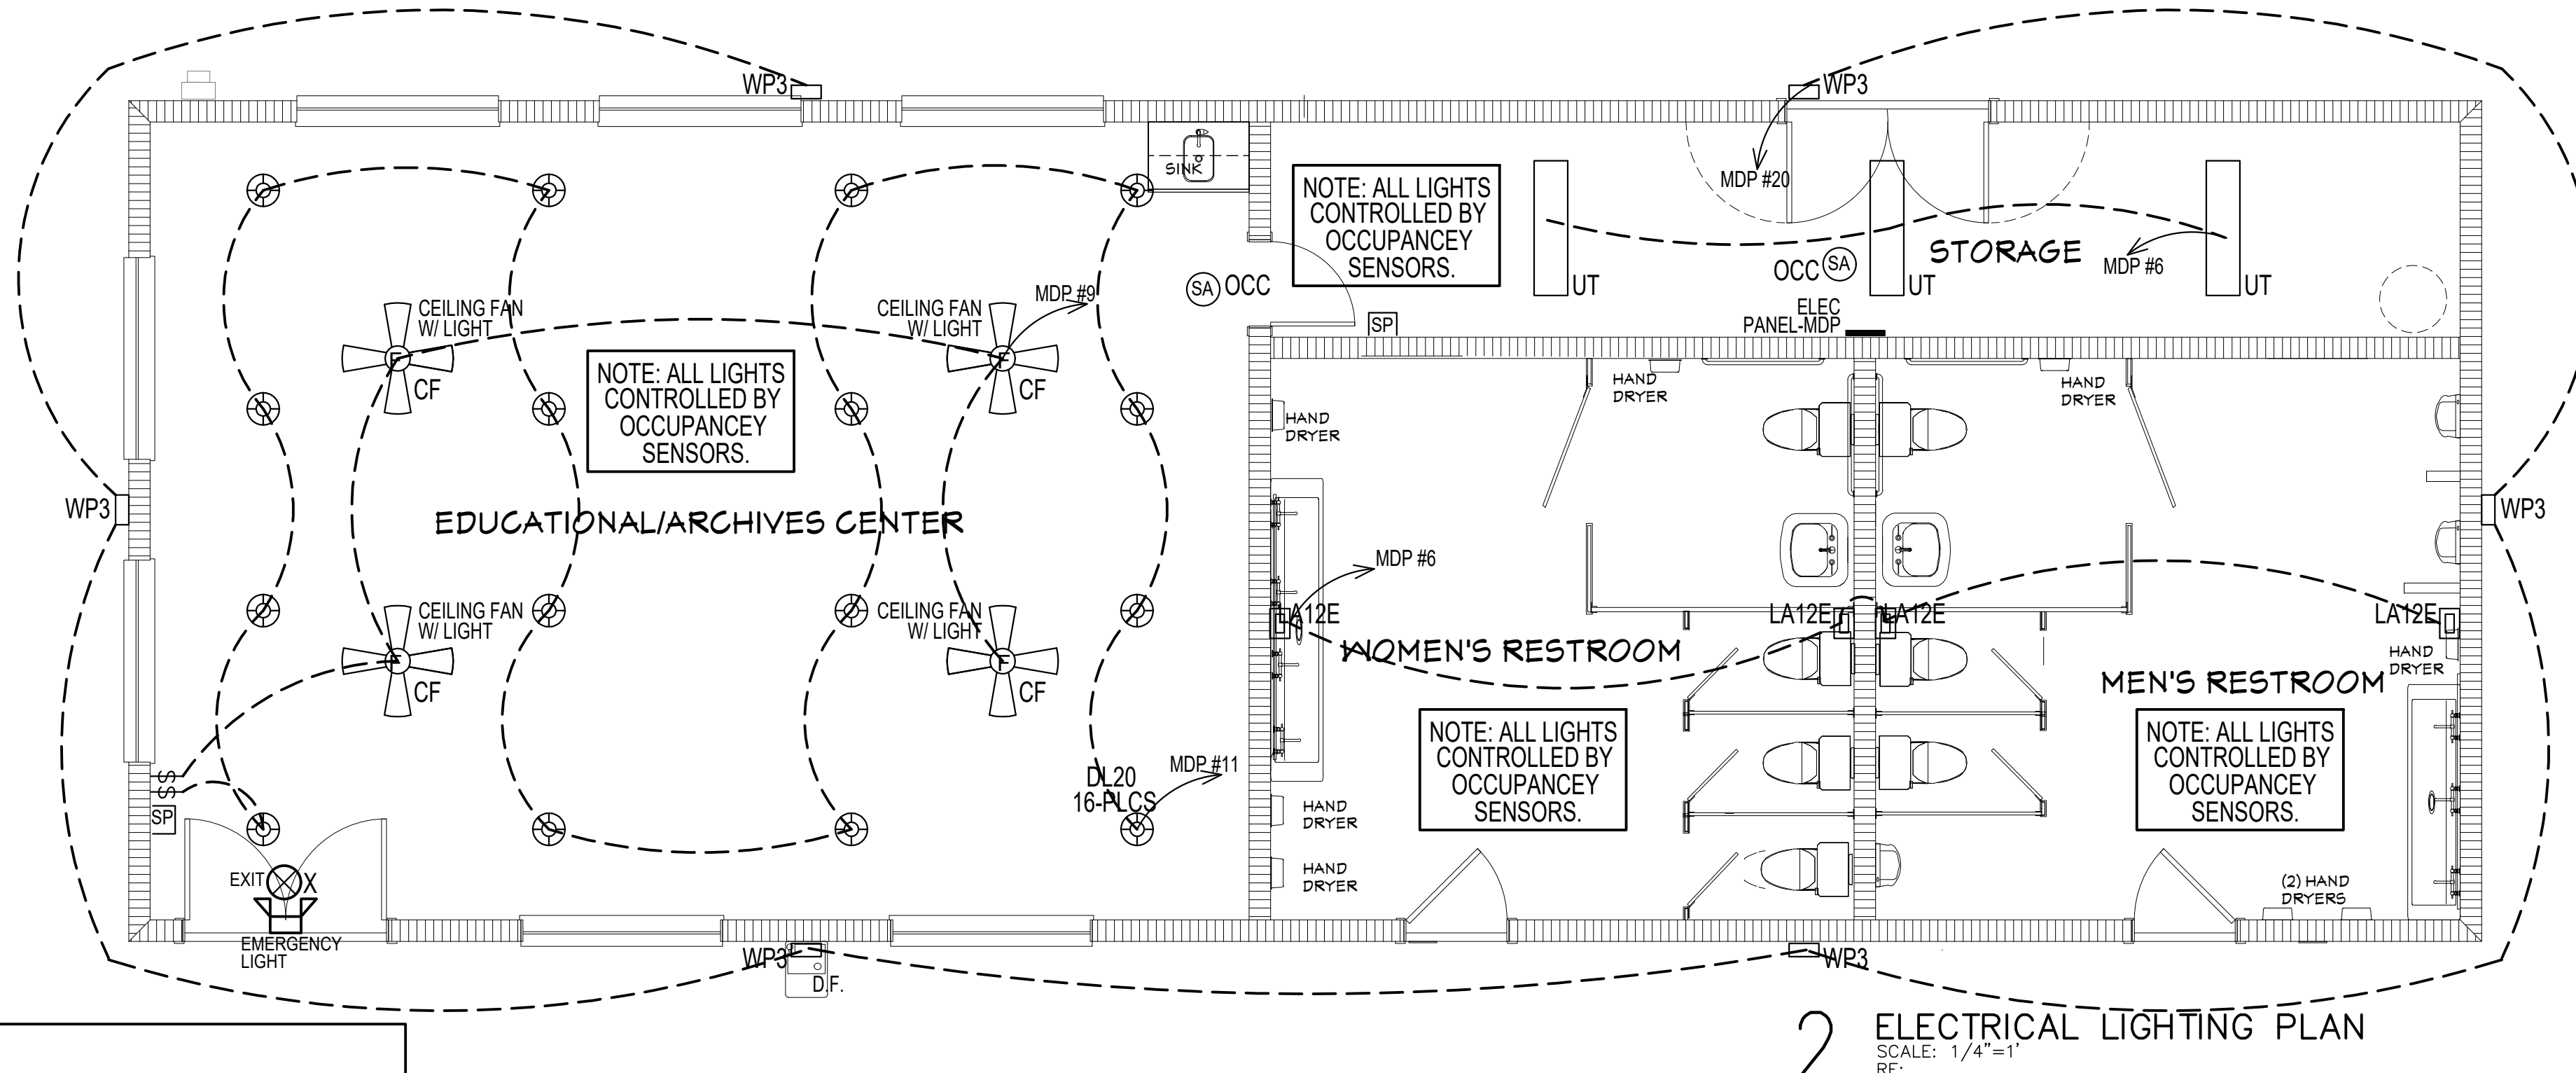 WP3
WP3
SINK
NOTE: ALL LIGHTS
CONTROLLED BY
OCCUPANCEY
SENSORS.
MDP #20
STORAGE
MDP #6
OCC
SA
SA
OCC
UT
UT
UT
ELEC
PANEL-MDP
SP
CEILING FAN
W/ LIGHT
F
CF
CEILING FAN
W/ LIGHT
F
CF
MDP #9
NOTE: ALL LIGHTS
CONTROLLED BY
OCCUPANCEY
SENSORS.
HAND
DRYER
HAND
DRYER
HAND
DRYER
WP3
EDUCATIONAL/ARCHIVES CENTER
WP3
MDP #6
CEILING FAN
W/ LIGHT
F
CF
CEILING FAN
W/ LIGHT
F
CF
LA12E
LA12E
LA12E
LA12E
WOMEN'S RESTROOM
HAND
DRYER
MEN'S RESTROOM
NOTE: ALL LIGHTS
CONTROLLED BY
OCCUPANCEY
SENSORS.
NOTE: ALL LIGHTS
CONTROLLED BY
OCCUPANCEY
SENSORS.
S
S
SP
DL20
16-PLCS
MDP #11
HAND
DRYER
HAND
DRYER
(2) HAND
DRYERS
EXIT
X
EMERGENCY
LIGHT
WP3
D.F.
WP3
2
ELECTRICAL LIGHTING PLAN
SCALE: 1/4"=1'
RE: